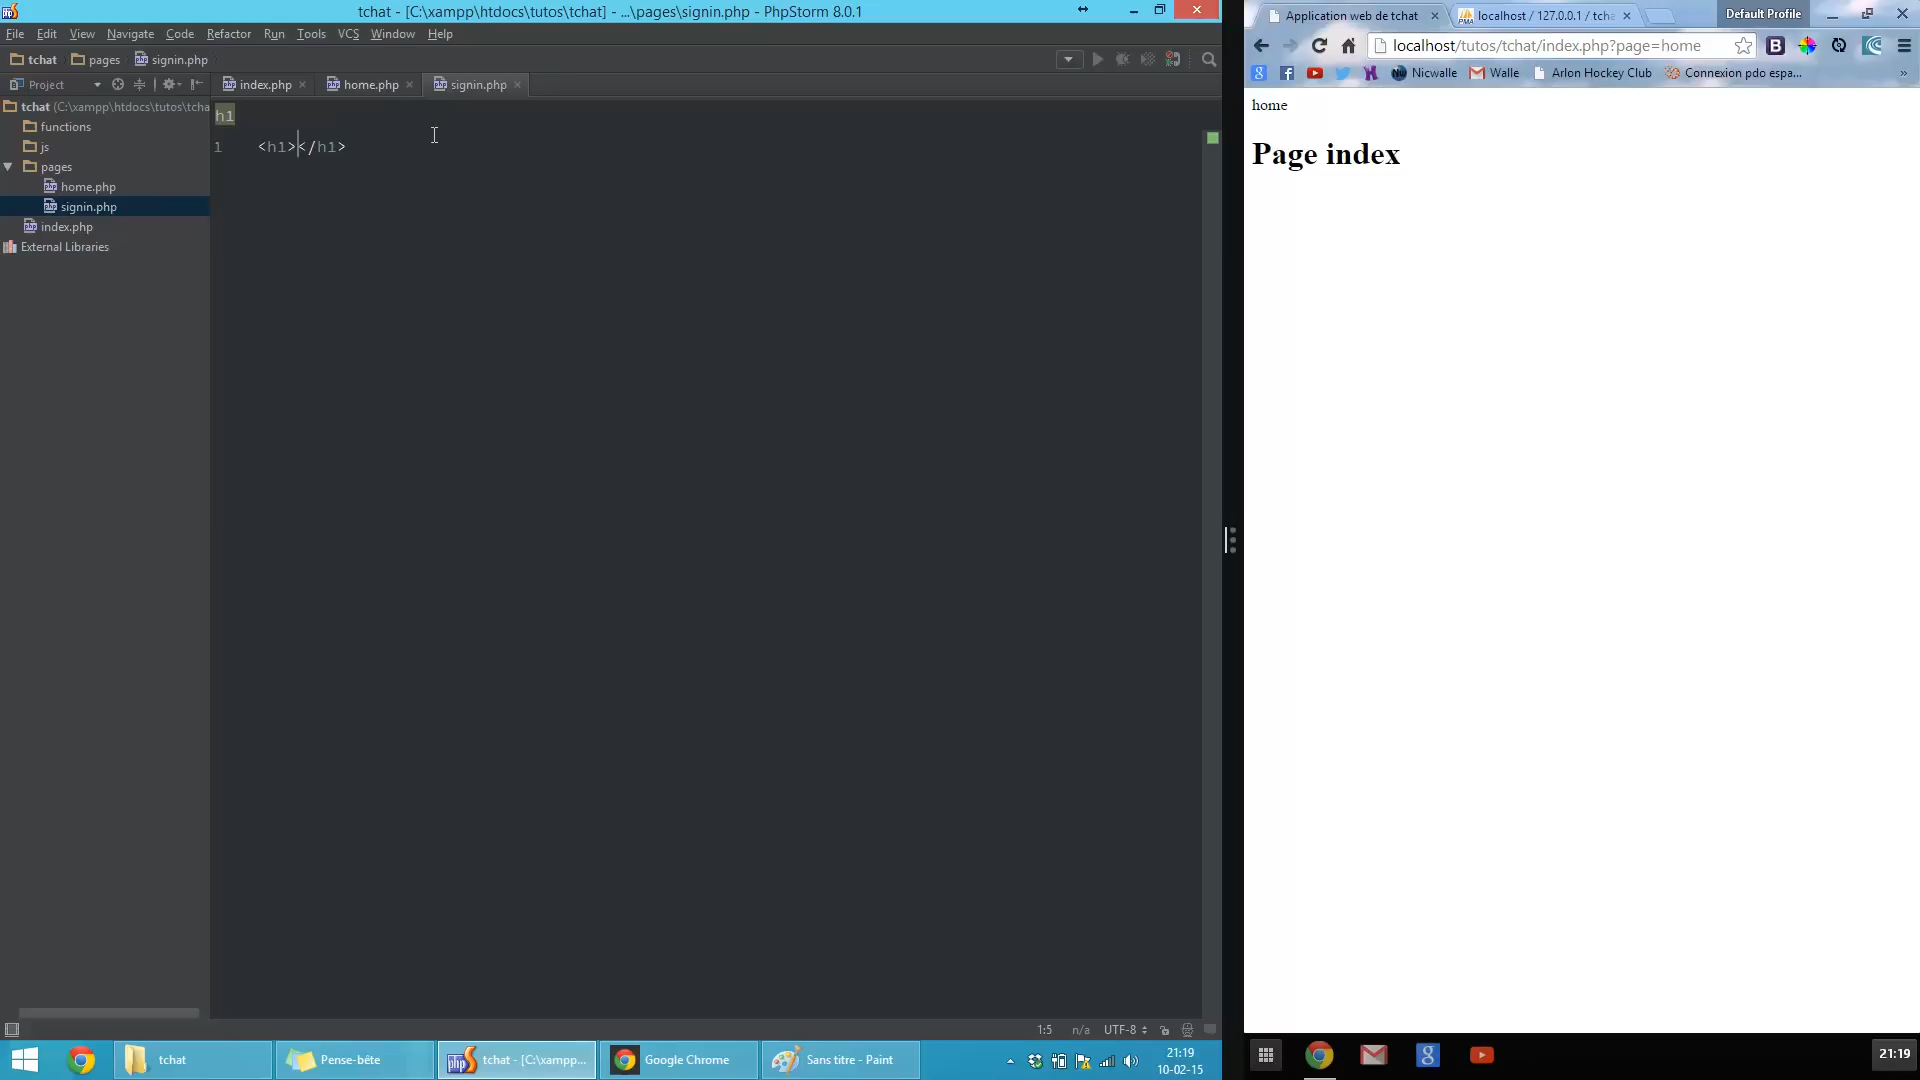 tchat - [C:\xampp\htdocs\tutos\tchat] - ...\pages\signin.php - PhpStorm 8.0.1
File Edit View Navigate Code Refactor Run Tools VCS Window Help
tchat pages signin.php
Project
index.php home.php signin.php
tchat (C:\xampp\htdocs\tutos\tcha
functions
js
pages
home.php
signin.php
index.php
External Libraries
h1
1 <h1></h1>
1:5 n/a UTF-8
tchat
Pense-bête
tchat - [C:\xampp...
Google Chrome
Sans titre - Paint
21:19
10-02-15
Application web de tchat
localhost / 127.0.0.1 / tcha
Default Profile
localhost/tutos/tchat/index.php?page=home
Nicwalle
Walle
Arlon Hockey Club
Connexion pdo espa...
»
home
Page index
21:19